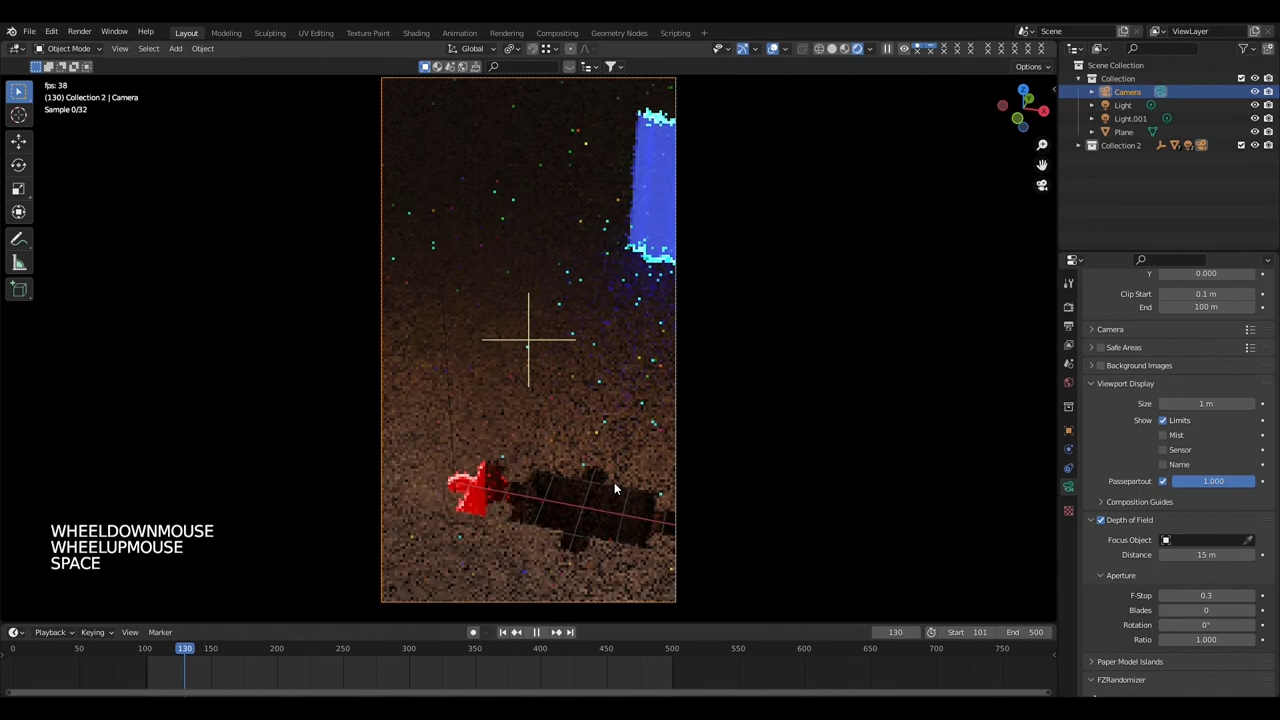 File Edit Render Window Help Layout Modeling Sculpting UV Editing Texture Paint Shading Animation Rendering Compositing Geometry Nodes Scripting Scene ViewLayer
Object Mode View Select Add Object Global
Options
fps: 38
(130) Collection 2 | Camera
Sample 0/32
X
Z
Scene Collection
Collection
Camera
Light
Light.001
Plane
Collection 2
Y 0.000
Clip Start 0.1 m
End 100 m
Camera
Safe Areas
Background Images
Viewport Display
Size 1 m
Show Limits
Mist
Sensor
Name
Passepartout 1.000
Composition Guides
Depth of Field
Focus Object
Distance 15 m
Aperture
F-Stop 0.3
Blades 0
Rotation 0°
Ratio 1.000
Paper Model Islands
FZRandomizer
WHEELDOWNMOUSE
WHEELUPMOUSE
SPACE
Playback Keying View Marker 130 Start 101 End 500
0 50 100 130 150 200 250 300 350 400 450 500 550 600 650 700 750